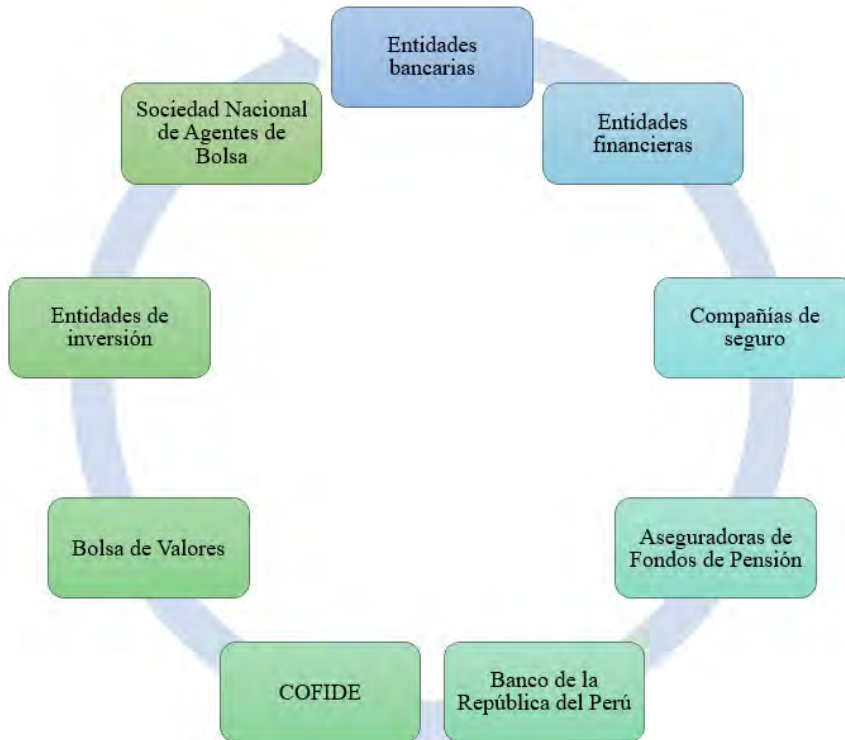 Entidades
bancarias
Entidades
financieras
Compañías de
seguro
Aseguradoras de
Fondos de Pensión
Banco de la
República del Perú
COFIDE
Bolsa de Valores
Entidades de
inversión
Sociedad Nacional
de Agentes de
Bolsa